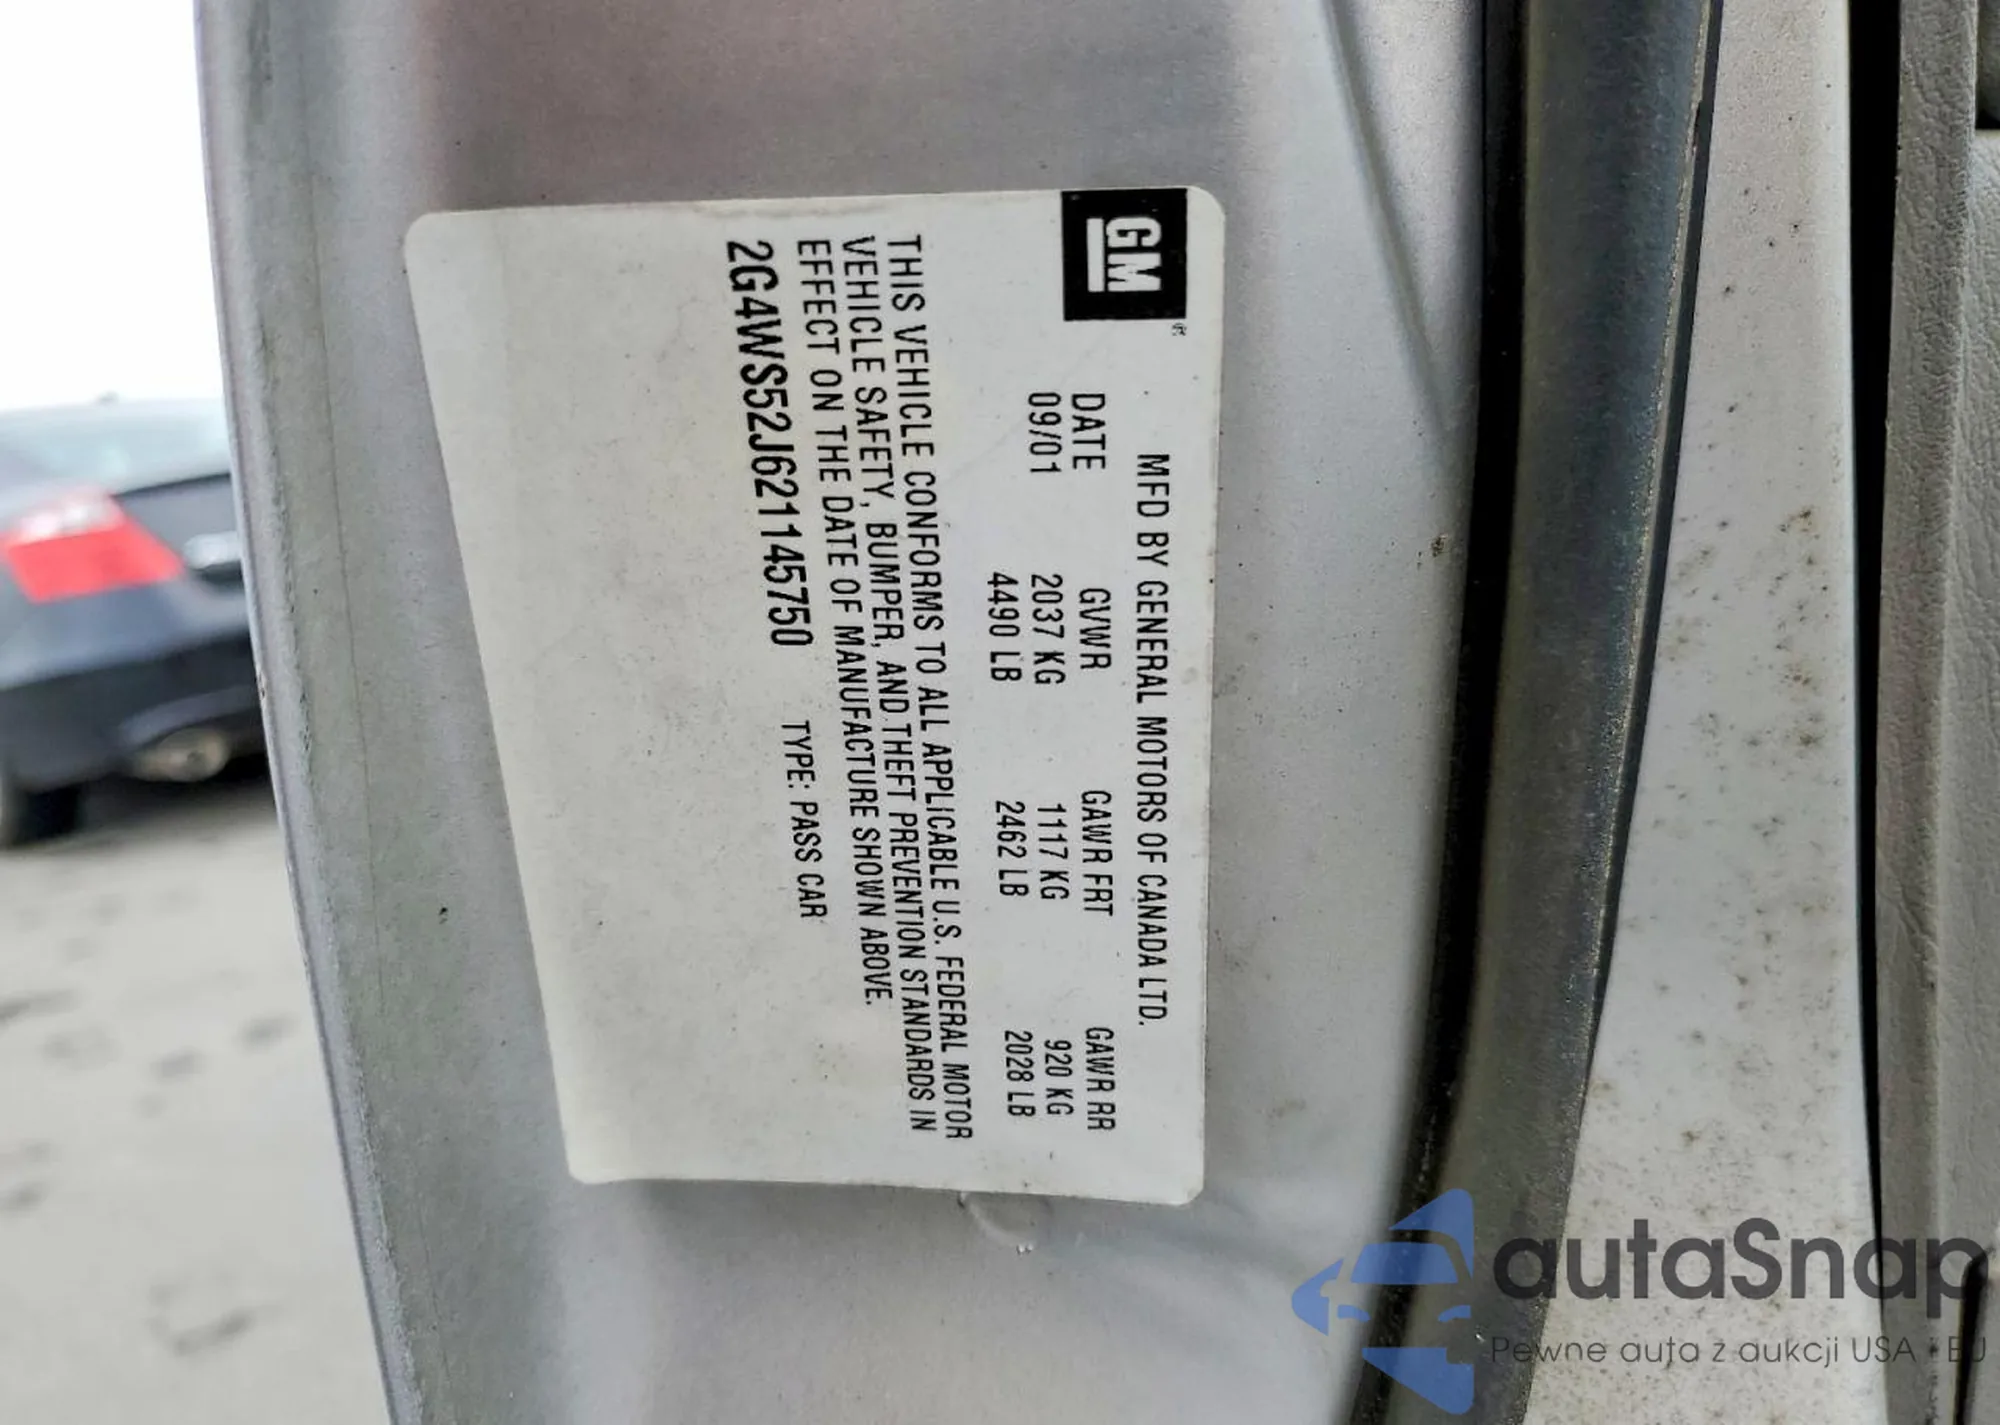 GM
MFD BY GENERAL MOTORS OF CANADA LTD.
DATE GVWR GAWR FRT GAWR RR
09/01 2037 KG 1117 KG 920 KG
4490 LB 2462 LB 2028 LB
THIS VEHICLE CONFORMS TO ALL APPLICABLE U.S. FEDERAL MOTOR
VEHICLE SAFETY, BUMPER, AND THEFT PREVENTION STANDARDS IN
EFFECT ON THE DATE OF MANUFACTURE SHOWN ABOVE.
2G4WS52J621145750 TYPE: PASS CAR
autaSnap
Pewne auta z aukcji USA i EU